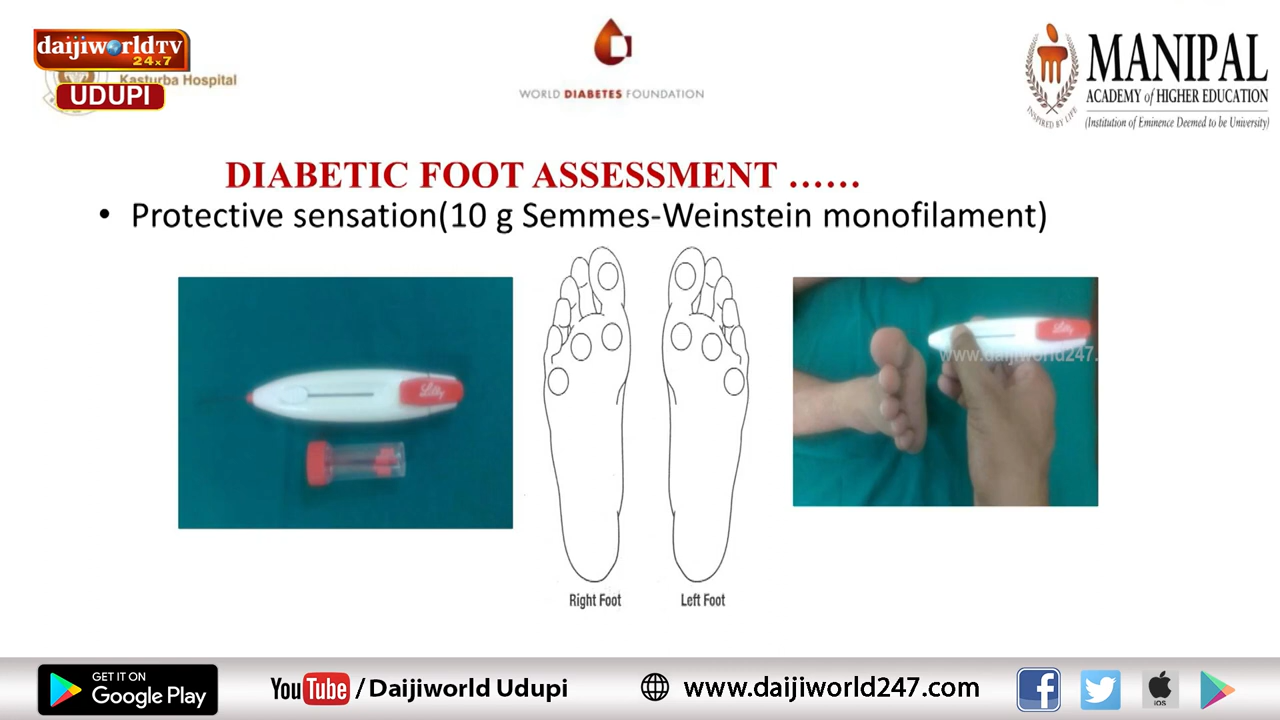 daijiworldTV
24x7
Kasturba Hospital
UDUPI
WORLD DIABETES FOUNDATION
MANIPAL
ACADEMY of HIGHER EDUCATION
(Institution of Eminence Deemed to be University)
INSPIRED BY LIFE
DIABETIC FOOT ASSESSMENT ......
• Protective sensation(10 g Semmes-Weinstein monofilament)
Lilly
Lilly
www.daijiworld247.
Right Foot
Left Foot
GET IT ON
Google Play
YouTube / Daijiworld Udupi
www.daijiworld247.com
iOS